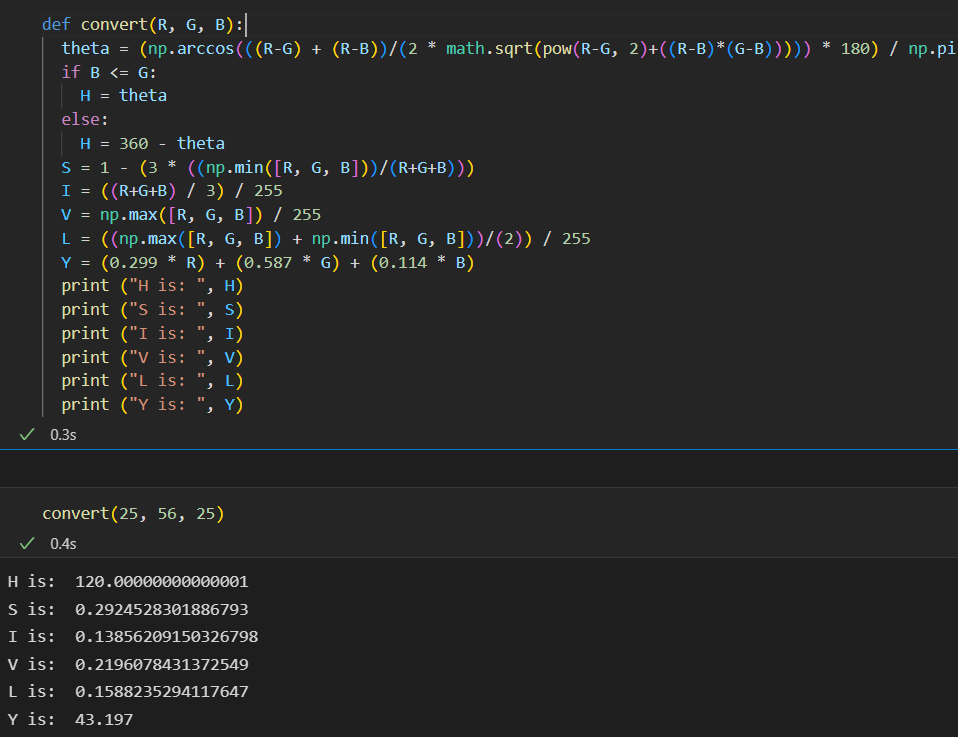 def convert(R, G, B):
theta = (np.arccos(((R-G) + (R-B))/(2 * math.sqrt(pow(R-G, 2)+((R-B)*(G-B))))) * 180) / np.pi
if B <= G:
H = theta
else:
H = 360 - theta
S = 1 - (3 * ((np.min([R, G, B]))/(R+G+B)))
I = ((R+G+B) / 3) / 255
V = np.max([R, G, B]) / 255
L = ((np.max([R, G, B]) + np.min([R, G, B]))/(2)) / 255
Y = (0.299 * R) + (0.587 * G) + (0.114 * B)
print ("H is: ", H)
print ("S is: ", S)
print ("I is: ", I)
print ("V is: ", V)
print ("L is: ", L)
print ("Y is: ", Y)
0.3s
convert(25, 56, 25)
0.4s
H is:  120.00000000000001
S is:  0.2924528301886793
I is:  0.13856209150326798
V is:  0.2196078431372549
L is:  0.1588235294117647
Y is:  43.197